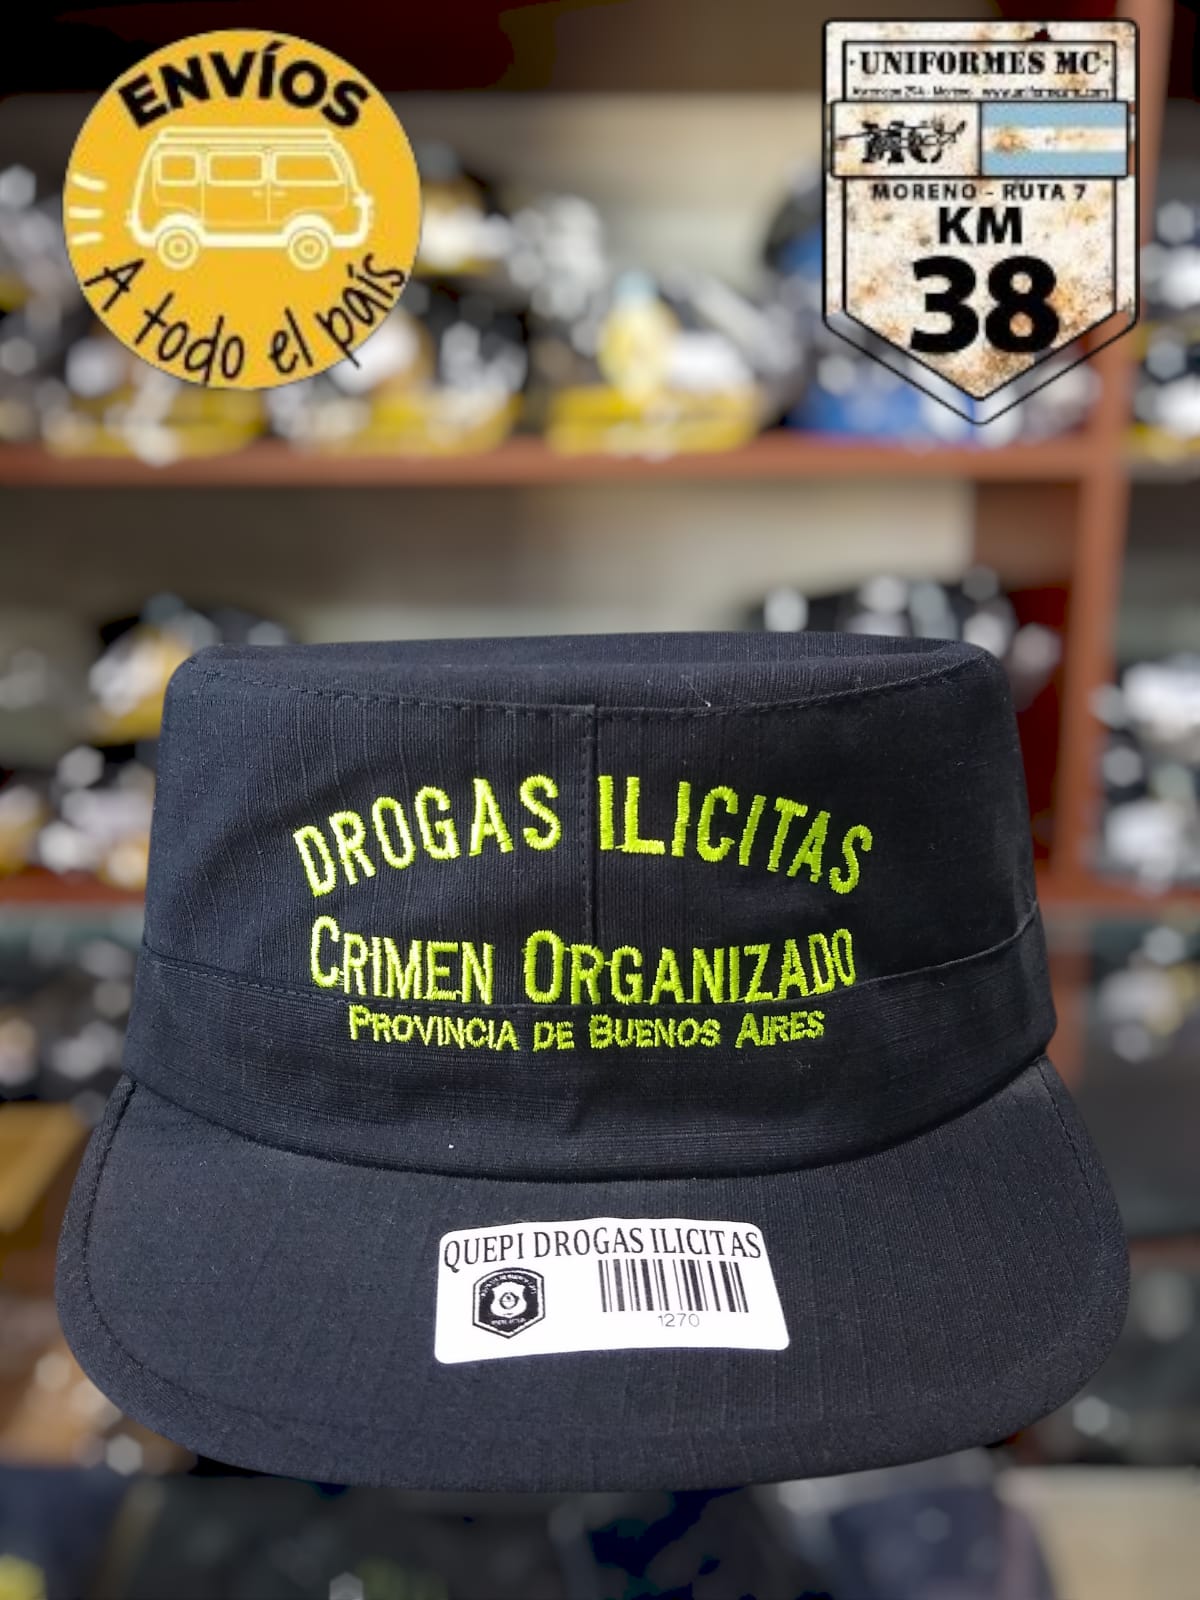 ENVÍOS
A todo el país
·UNIFORMES MC·
MC
MORENO - RUTA 7
KM
38
DROGAS ILICITAS
CRIMEN ORGANIZADO
PROVINCIA DE BUENOS AIRES
QUEPI DROGAS ILICITAS
1270